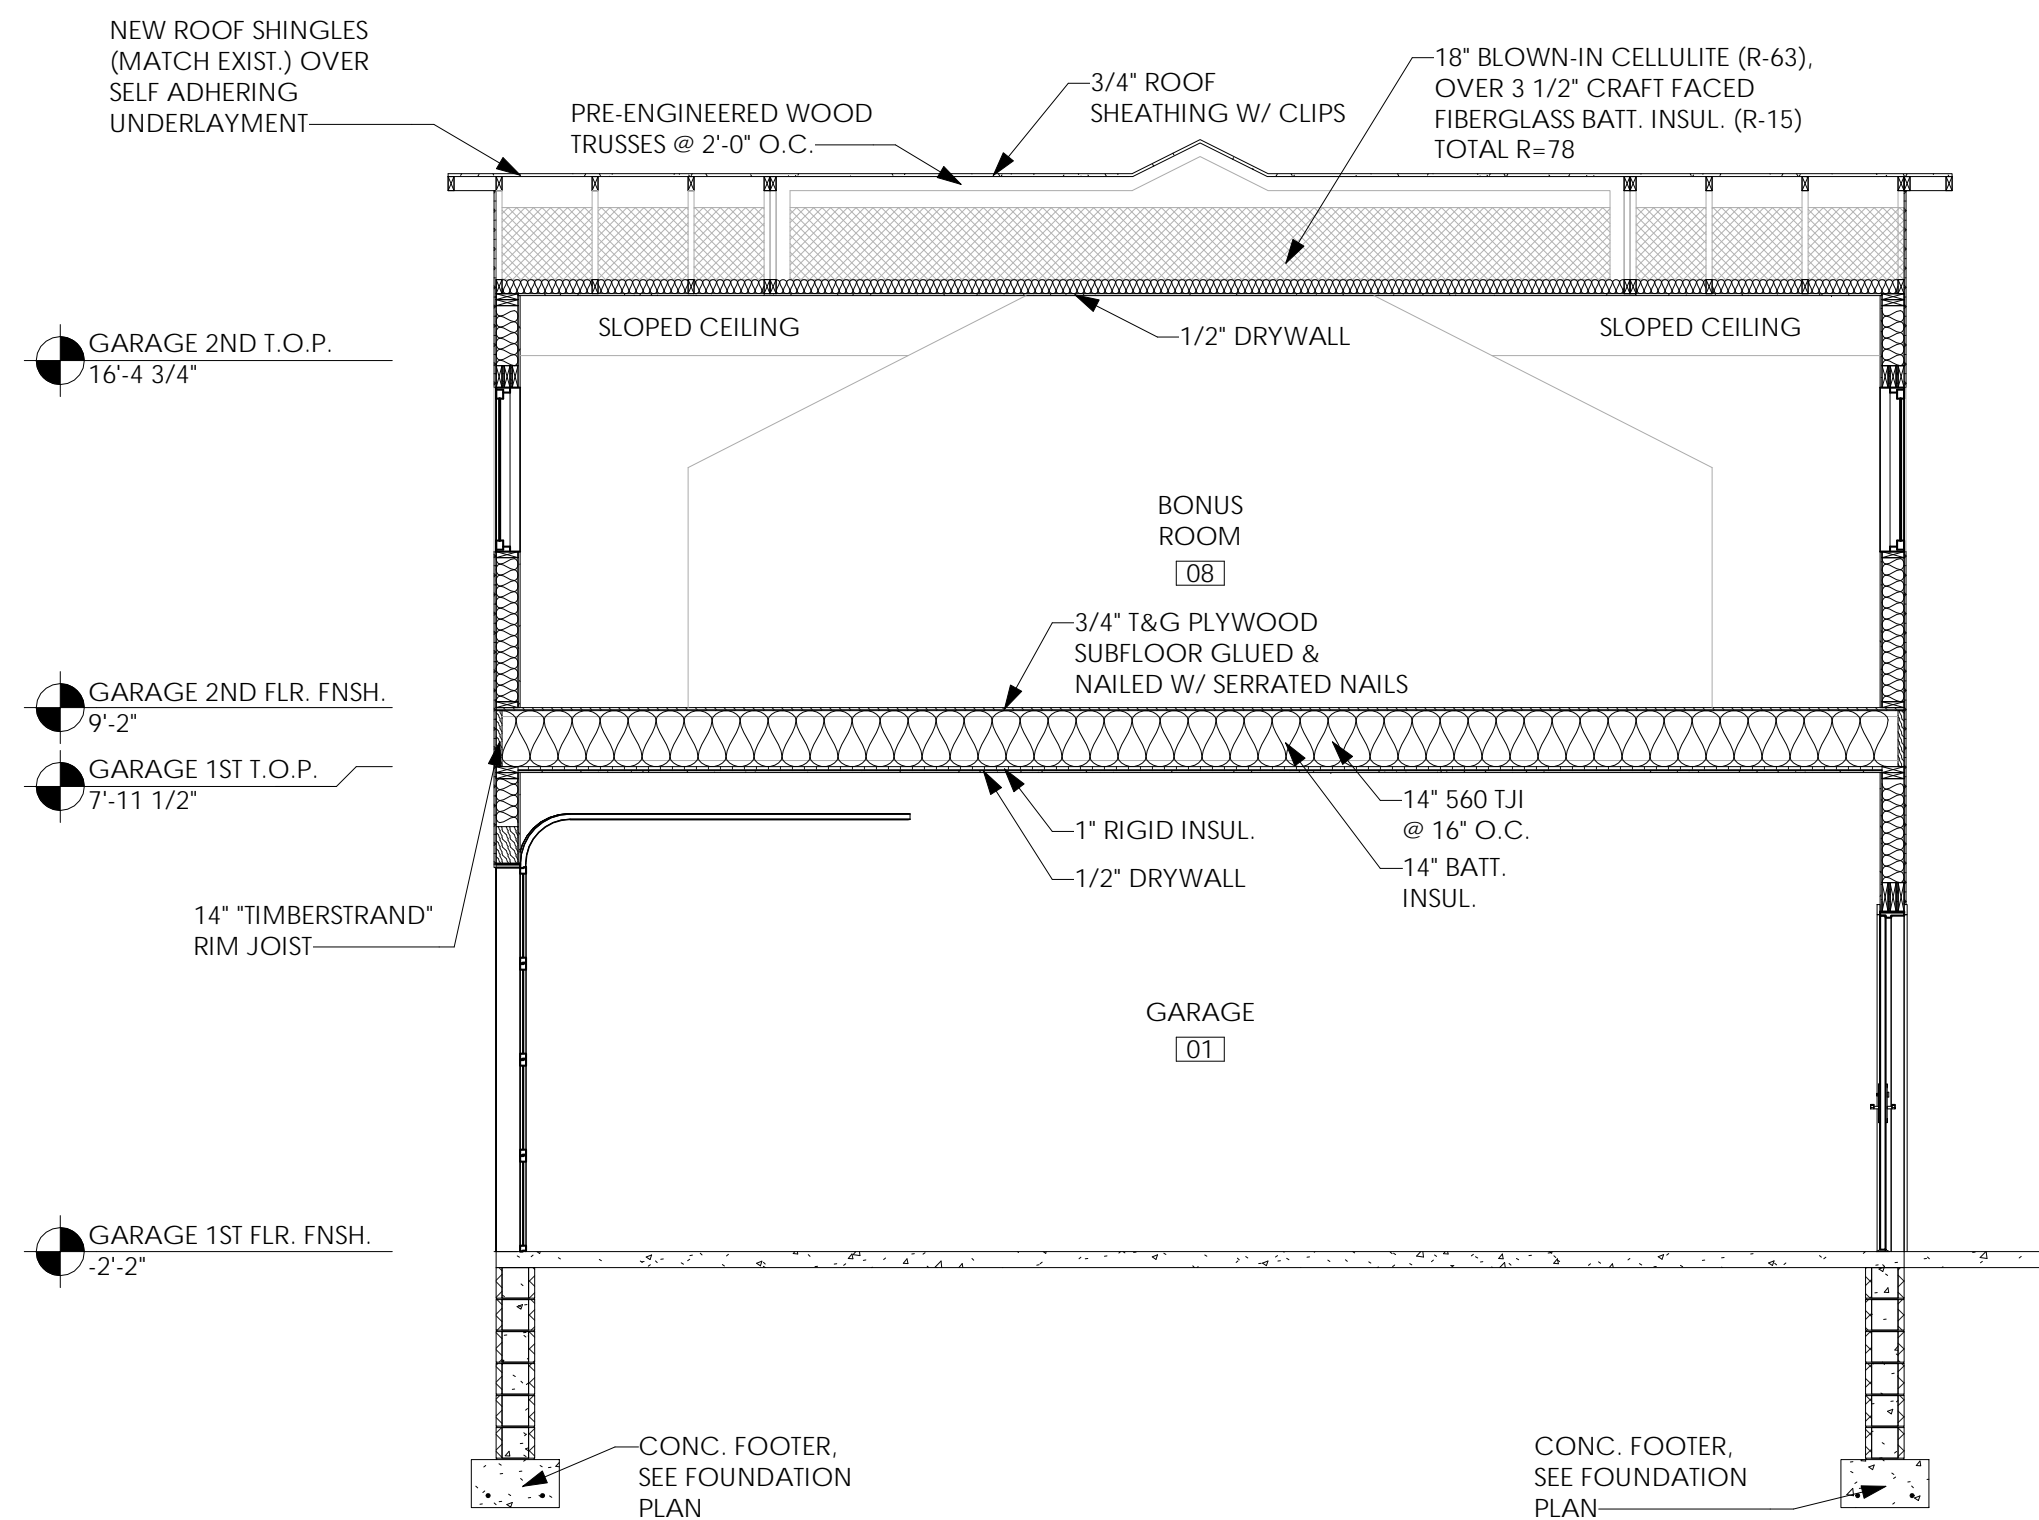 NEW ROOF SHINGLES
(MATCH EXIST.) OVER
SELF ADHERING
UNDERLAYMENT
PRE-ENGINEERED WOOD
TRUSSES @ 2'-0" O.C.
3/4" ROOF
SHEATHING W/ CLIPS
18" BLOWN-IN CELLULITE (R-63),
OVER 3 1/2" CRAFT FACED
FIBERGLASS BATT. INSUL. (R-15)
TOTAL R=78
SLOPED CEILING
1/2" DRYWALL
SLOPED CEILING
GARAGE 2ND T.O.P.
16'-4 3/4"
BONUS
ROOM
08
3/4" T&G PLYWOOD
SUBFLOOR GLUED &
NAILED W/ SERRATED NAILS
GARAGE 2ND FLR. FNSH.
9'-2"
GARAGE 1ST T.O.P.
7'-11 1/2"
1" RIGID INSUL.
1/2" DRYWALL
14" 560 TJI
@ 16" O.C.
14" BATT.
INSUL.
14" "TIMBERSTRAND"
RIM JOIST
GARAGE
01
GARAGE 1ST FLR. FNSH.
-2'-2"
CONC. FOOTER,
SEE FOUNDATION
PLAN
CONC. FOOTER,
SEE FOUNDATION
PLAN